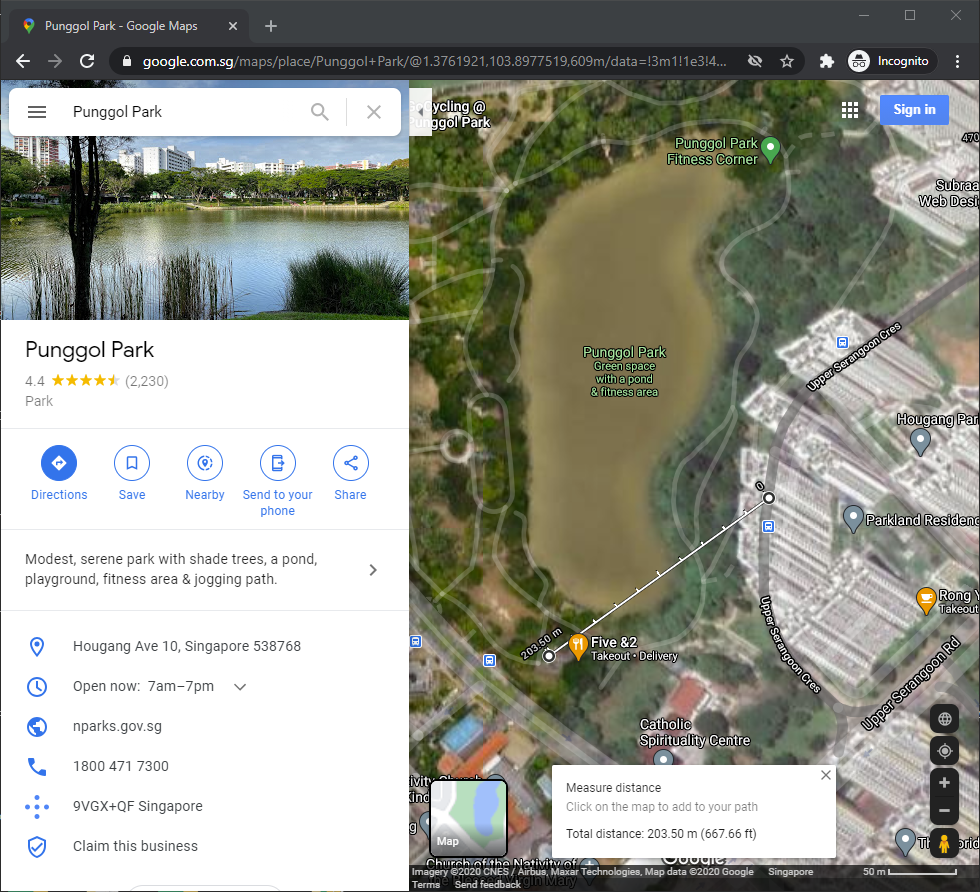 Punggol Park - Google Maps
google.com.sg/maps/place/Punggol+Park/@1.3761921,103.8977519,609m/data=!3m1!1e3!4...
Incognito
Punggol Park
Sign in
Cycling @
Punggol Park
Punggol Park
Fitness Corner
470
Subraa
Web Desi
Punggol Park
4.4 (2,230)
Park
Directions
Save
Nearby
Send to your
phone
Share
Modest, serene park with shade trees, a pond,
playground, fitness area & jogging path.
Hougang Ave 10, Singapore 538768
Open now: 7am–7pm
nparks.gov.sg
1800 471 7300
9VGX+QF Singapore
Claim this business
Punggol Park
Green space
with a pond
& fitness area
Upper Serangoon Cres
Hougang Par
0
Parkland Residenc
Rong Y
Takeout
203.50 m
Five &2
Takeout • Delivery
Upper Serangoon Cres
Upper Serangoon Rd
Catholic
Spirituality Centre
Measure distance
Click on the map to add to your path
Total distance: 203.50 m (667.66 ft)
Map
Church of the Nativity of
Virgin Mary
Google
Imagery ©2020 CNES / Airbus, Maxar Technologies, Map data ©2020 Google
Singapore
50 m
Terms
Send feedback